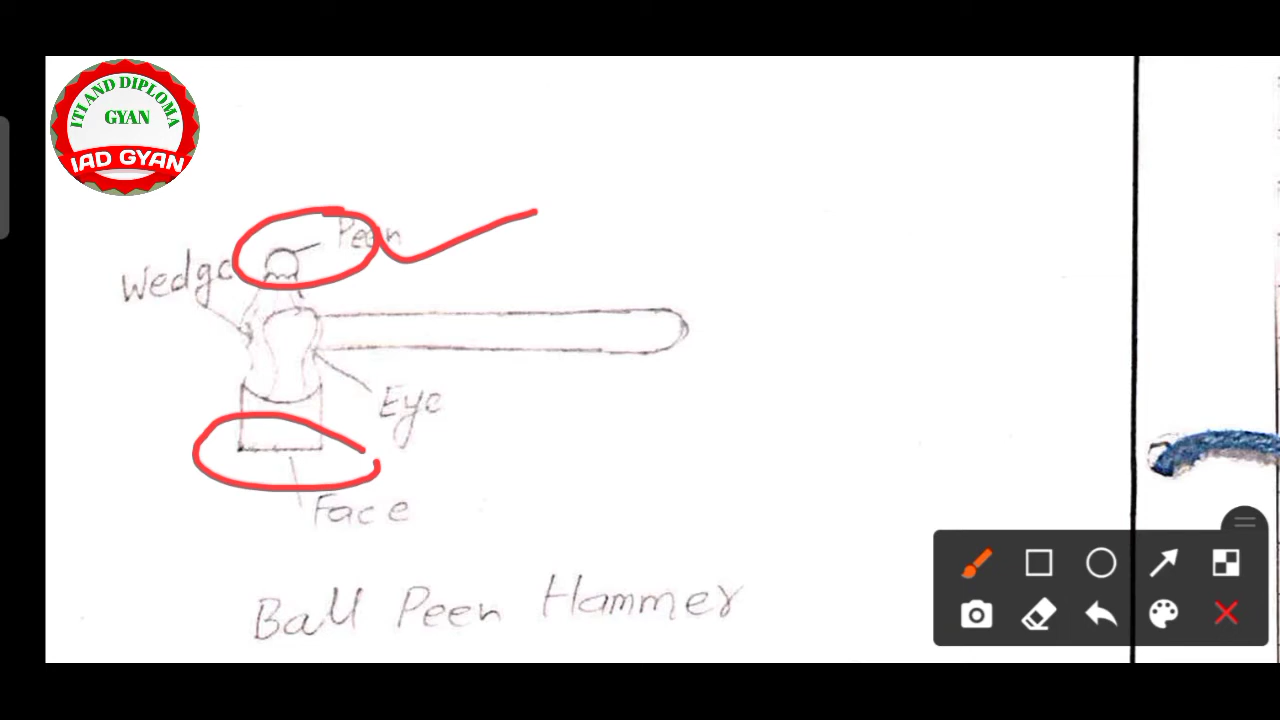 ITI AND DIPLOMA
GYAN
IAD GYAN
Peen
Wedge
Eye
Face
Ball Peen Hammer